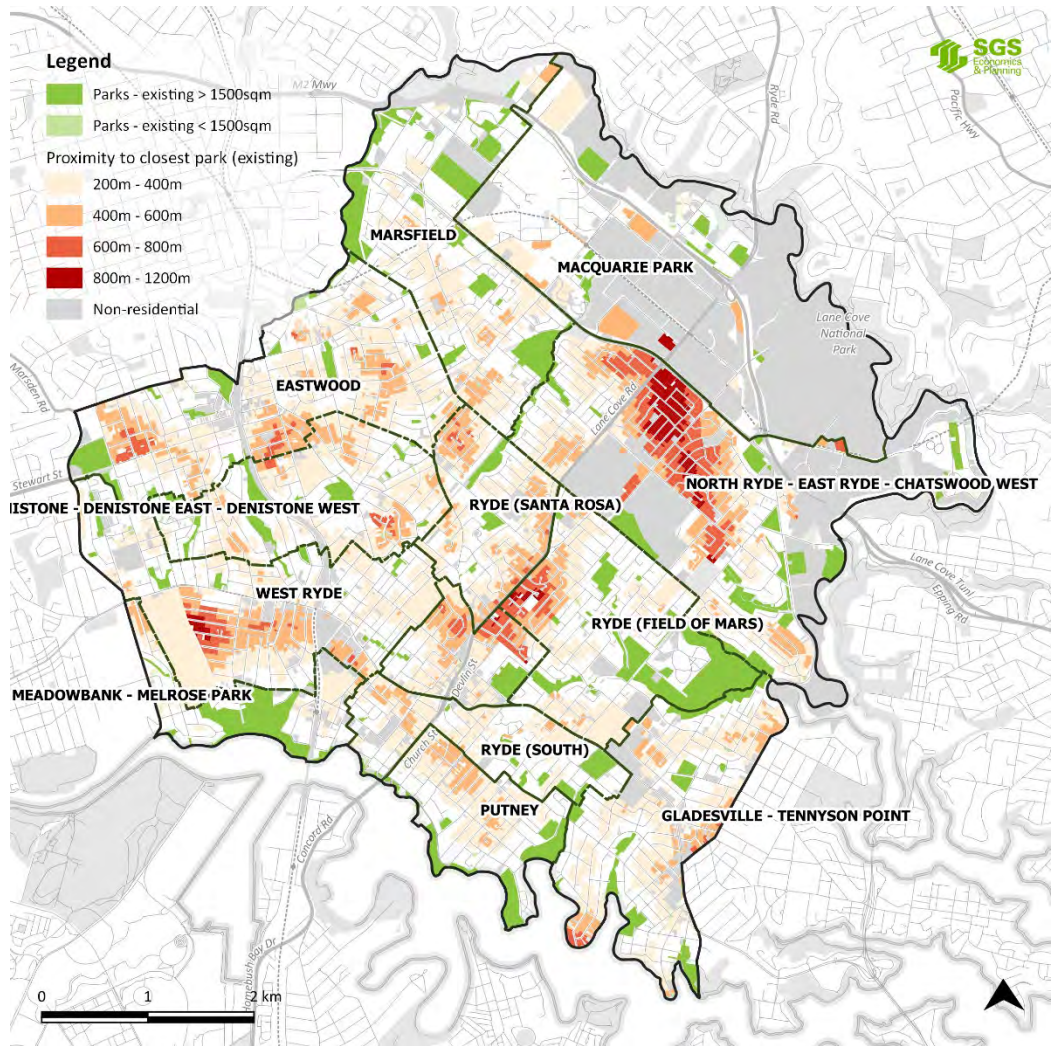 Legend
Parks - existing > 1500sqm
Parks - existing < 1500sqm
Proximity to closest park (existing)
200m - 400m
400m - 600m
600m - 800m
800m - 1200m
Non-residential
SGS
Economics
& Planning
M2 Mwy
Ryde Rd
Pacific Hwy
MARSFIELD
MACQUARIE PARK
Lane Cove
National
Park
Marsden Rd
EASTWOOD
Lane Cove Rd
Stewart St
NISTONE - DENISTONE EAST - DENISTONE WEST
RYDE (SANTA ROSA)
NORTH RYDE - EAST RYDE - CHATSWOOD WEST
Lane Cove Tunl
Epping Rd
WEST RYDE
RYDE (FIELD OF MARS)
MEADOWBANK - MELROSE PARK
Devlin St
Church St
RYDE (SOUTH)
PUTNEY
GLADESVILLE - TENNYSON POINT
Concord Rd
Homebush Bay Dr
0 1 2 km